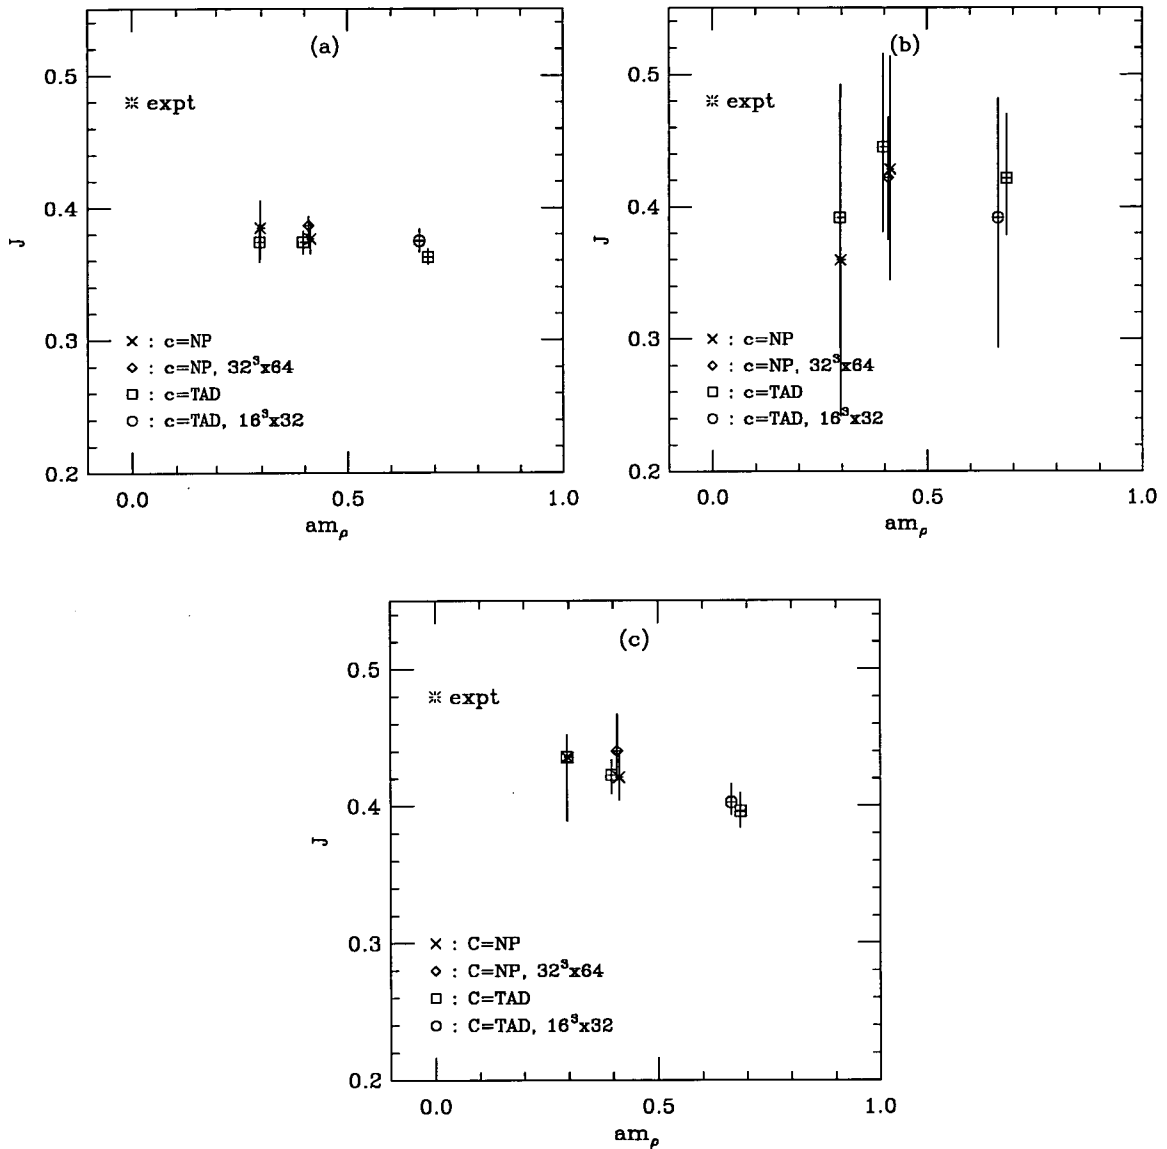 (a)
0.5
expt
0.4
J
0.3
× : c=NP
◇ : c=NP, 32³x64
□ : c=TAD
○ : c=TAD, 16³x32
0.2
0.0 0.5 1.0
amρ
(b)
0.5
expt
0.4
J
0.3
× : c=NP
◇ : c=NP, 32³x64
□ : c=TAD
○ : c=TAD, 16³x32
0.2
0.0 0.5 1.0
amρ
(c)
0.5
expt
0.4
J
0.3
× : C=NP
◇ : C=NP, 32³x64
□ : C=TAD
○ : C=TAD, 16³x32
0.2
0.0 0.5 1.0
amρ